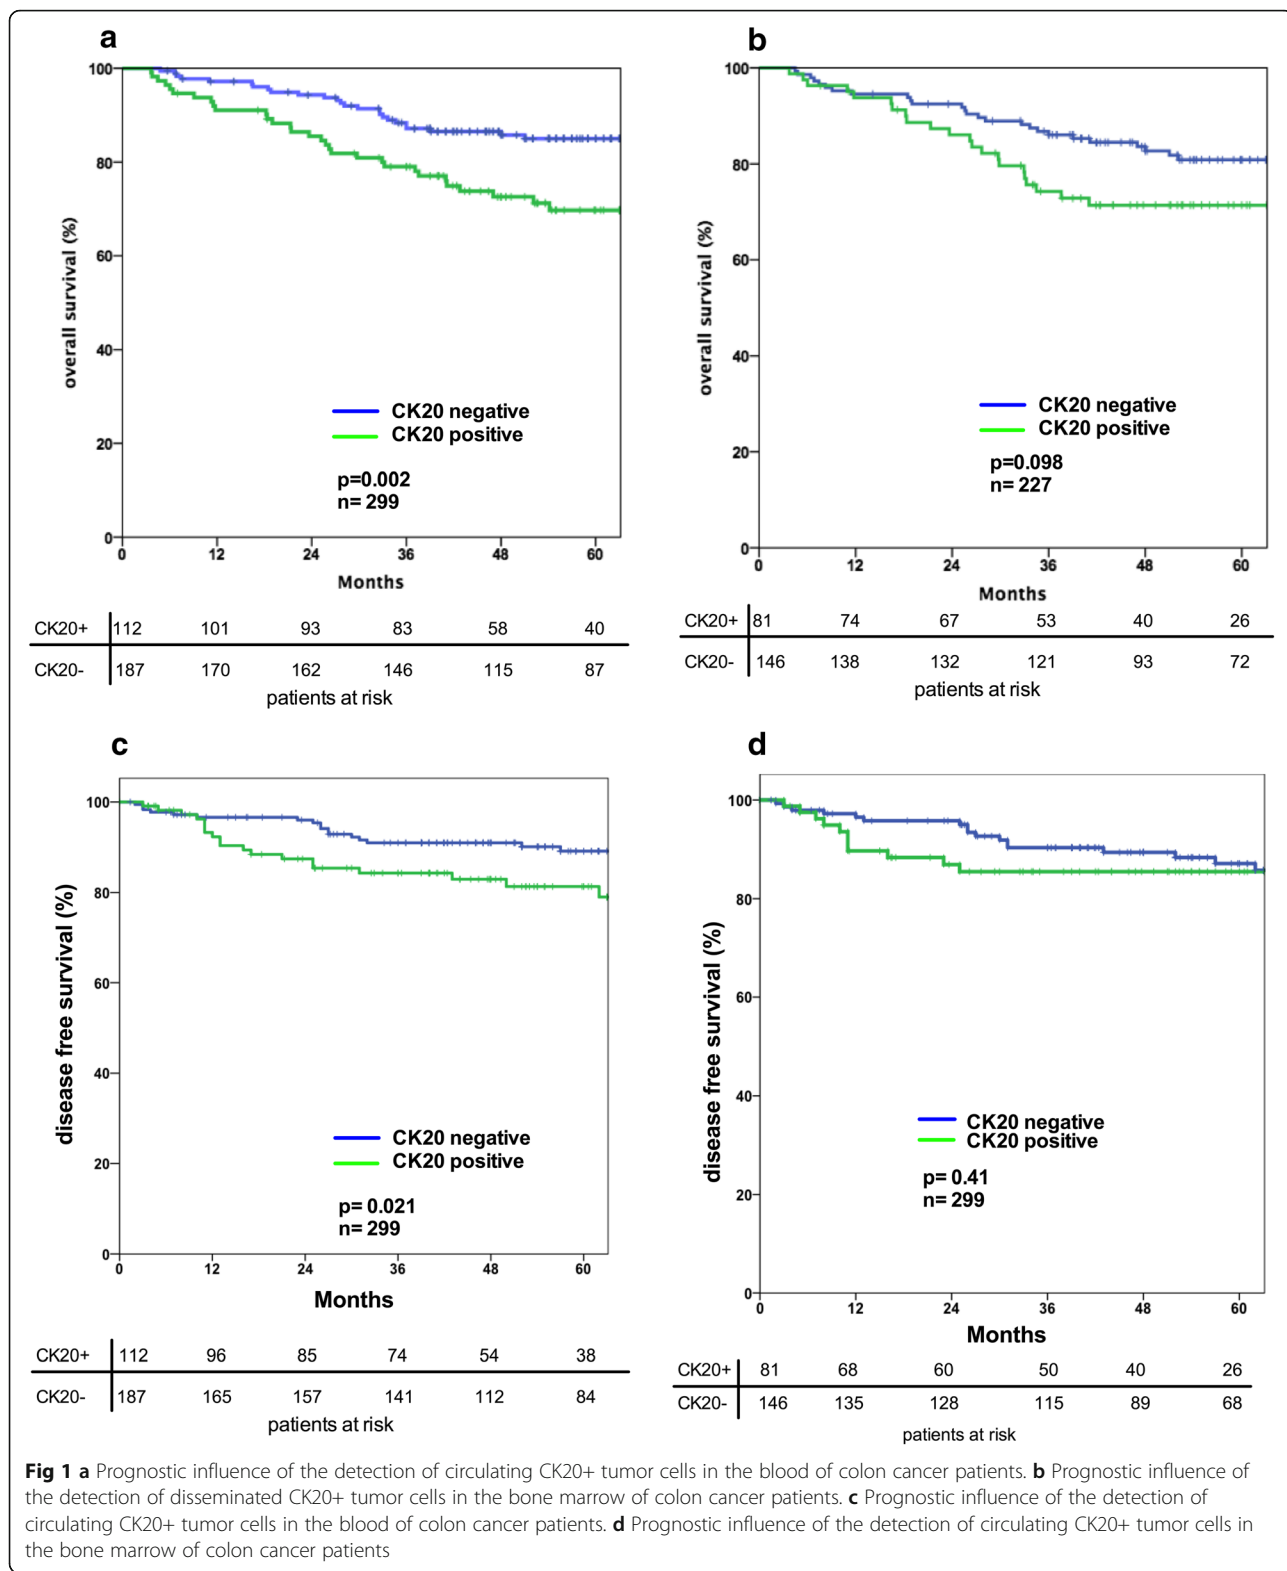 a
100
80
60
40
20
0
overall survival (%)
CK20 negative
CK20 positive
p=0.002
n= 299
0 12 24 36 48 60
Months
CK20+ 112 101 93 83 58 40
CK20- 187 170 162 146 115 87
patients at risk
b
100
80
60
40
20
0
overall survival (%)
CK20 negative
CK20 positive
p=0.098
n= 227
0 12 24 36 48 60
Months
CK20+ 81 74 67 53 40 26
CK20- 146 138 132 121 93 72
patients at risk
c
100
80
60
40
20
0
disease free survival (%)
CK20 negative
CK20 positive
p= 0.021
n= 299
0 12 24 36 48 60
Months
CK20+ 112 96 85 74 54 38
CK20- 187 165 157 141 112 84
patients at risk
d
100
80
60
40
20
0
disease free survival (%)
CK20 negative
CK20 positive
p= 0.41
n= 299
0 12 24 36 48 60
Months
CK20+ 81 68 60 50 40 26
CK20- 146 135 128 115 89 68
patients at risk
Fig 1 a Prognostic influence of the detection of circulating CK20+ tumor cells in the blood of colon cancer patients. b Prognostic influence of
the detection of disseminated CK20+ tumor cells in the bone marrow of colon cancer patients. c Prognostic influence of the detection of
circulating CK20+ tumor cells in the blood of colon cancer patients. d Prognostic influence of the detection of circulating CK20+ tumor cells in
the bone marrow of colon cancer patients